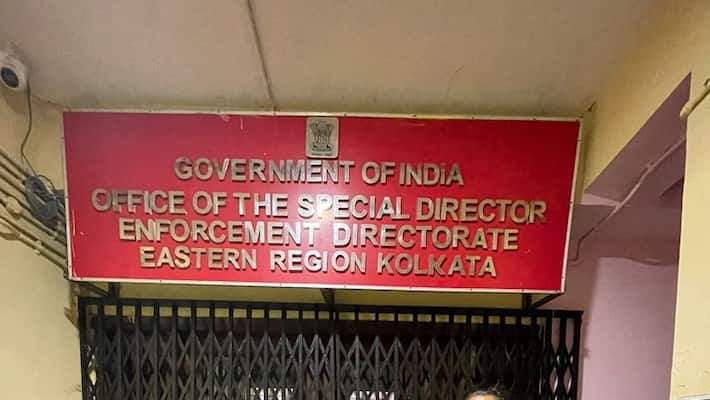 GOVERNMENT OF INDiA
OFFICE OF THE SPECIAL DIRECTOR
ENFORCEMENT DIRECTORATE
EASTERN REGION KOLKATA